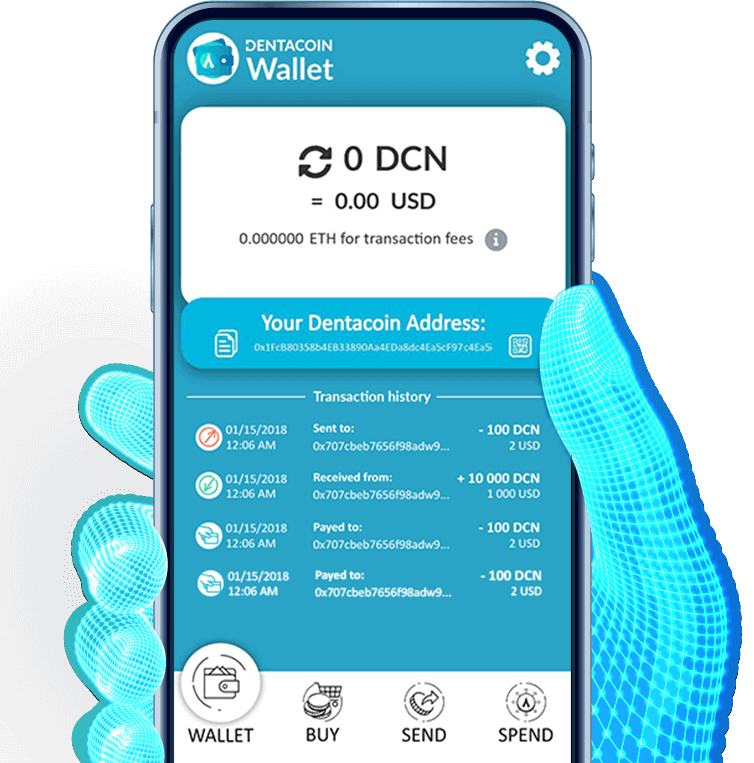 DENTACOIN
Wallet
0 DCN
= 0.00 USD
0.000000 ETH for transaction fees i
Your Dentacoin Address:
0x1FcB80358b4EB33890Aa4EDa8dc4Ea5cF97c4Ea5
Transaction history
01/15/2018 Sent to: - 100 DCN
12:06 AM 0x707cbeb7656f98adw9... 2 USD
01/15/2018 Received from: + 10 000 DCN
12:06 AM 0x707cbeb7656f98adw9... 1 000 USD
01/15/2018 Payed to: - 100 DCN
12:06 AM 0x707cbeb7656f98adw9... 2 USD
01/15/2018 Payed to: - 100 DCN
12:06 AM 0x707cbeb7656f98adw9... 2 USD
WALLET BUY SEND SPEND